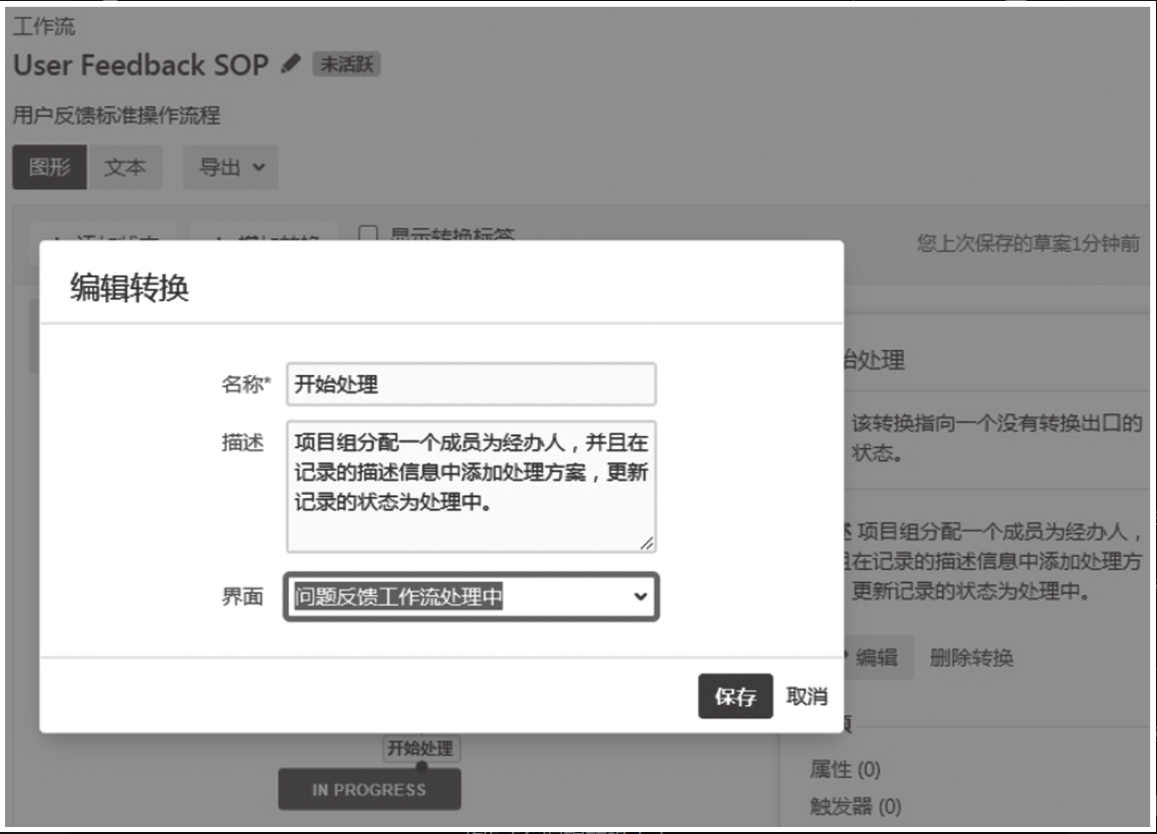 工作流
User Feedback SOP 未活跃
用户反馈标准操作流程
图形 文本 导出
显示转换标签
您上次保存的草案1分钟前
编辑转换
名称* 开始处理
描述 项目组分配一个成员为经办人，并且在
记录的描述信息中添加处理方案，更新
记录的状态为处理中。
界面 问题反馈工作流处理中
保存 取消
始处理
该转换指向一个没有转换出口的
状态。
项目组分配一个成员为经办人，
且在记录的描述信息中添加处理方
更新记录的状态为处理中。
编辑 删除转换
属性 (0)
触发器 (0)
开始处理
IN PROGRESS